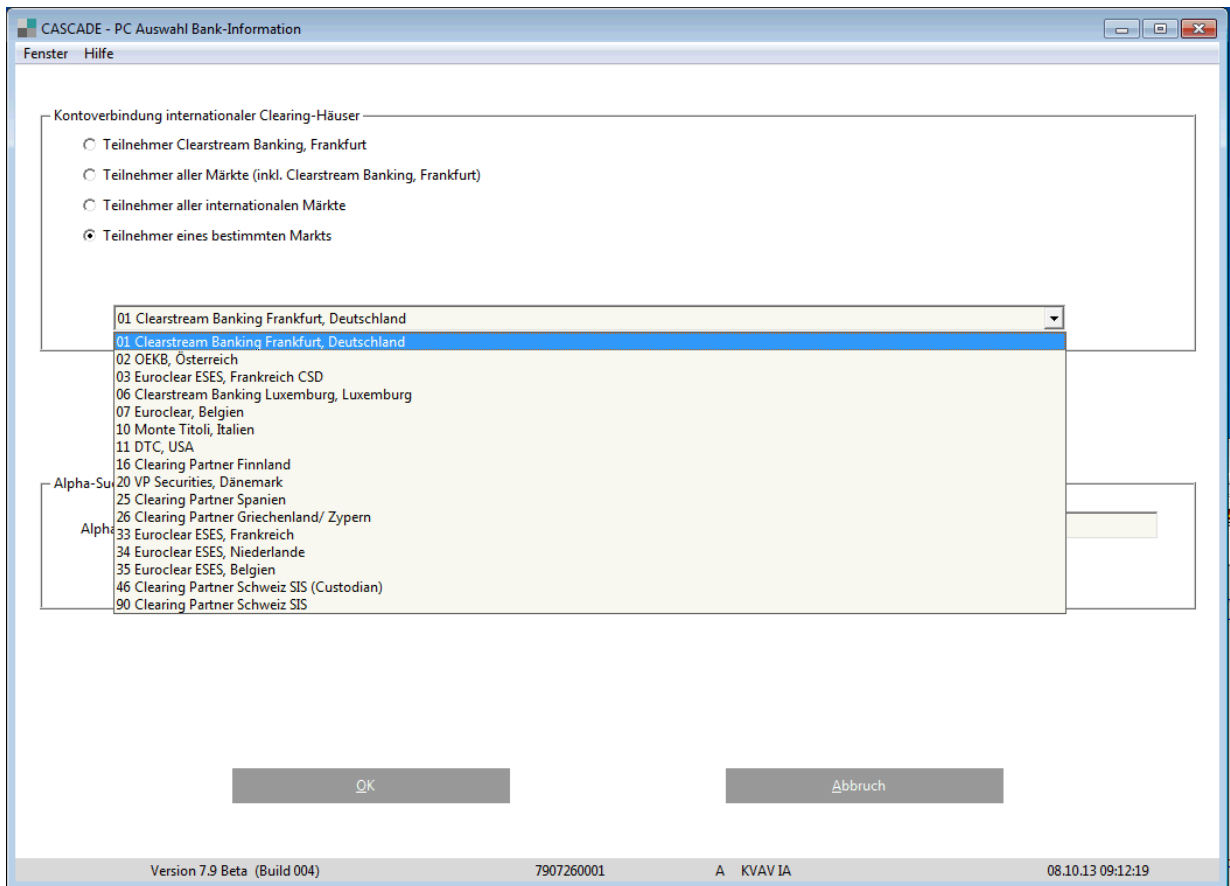 CASCADE - PC Auswahl Bank-Information
Fenster Hilfe
Kontoverbindung internationaler Clearing-Häuser
Teilnehmer Clearstream Banking, Frankfurt
Teilnehmer aller Märkte (inkl. Clearstream Banking, Frankfurt)
Teilnehmer aller internationalen Märkte
Teilnehmer eines bestimmten Markts
01 Clearstream Banking Frankfurt, Deutschland
01 Clearstream Banking Frankfurt, Deutschland
02 OEKB, Österreich
03 Euroclear ESES, Frankreich CSD
06 Clearstream Banking Luxemburg, Luxemburg
07 Euroclear, Belgien
10 Monte Titoli, Italien
11 DTC, USA
16 Clearing Partner Finnland
Alpha-Su
20 VP Securities, Dänemark
25 Clearing Partner Spanien
26 Clearing Partner Griechenland/ Zypern
Alpha
33 Euroclear ESES, Frankreich
34 Euroclear ESES, Niederlande
35 Euroclear ESES, Belgien
46 Clearing Partner Schweiz SIS (Custodian)
90 Clearing Partner Schweiz SIS
OK Abbruch
Version 7.9 Beta (Build 004) 7907260001 A KVAV IA 08.10.13 09:12:19